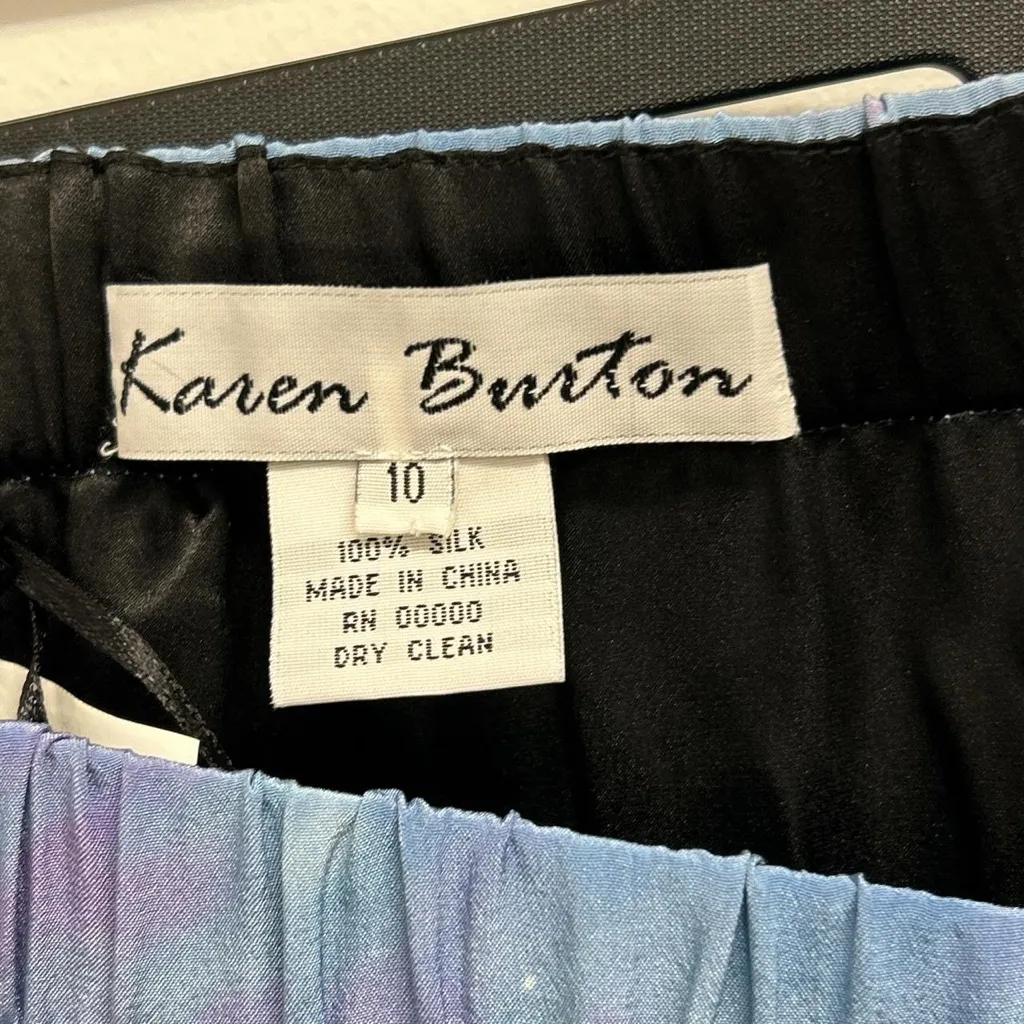 Karen Burton
10
100% SILK
MADE IN CHINA
RN 00000
DRY CLEAN